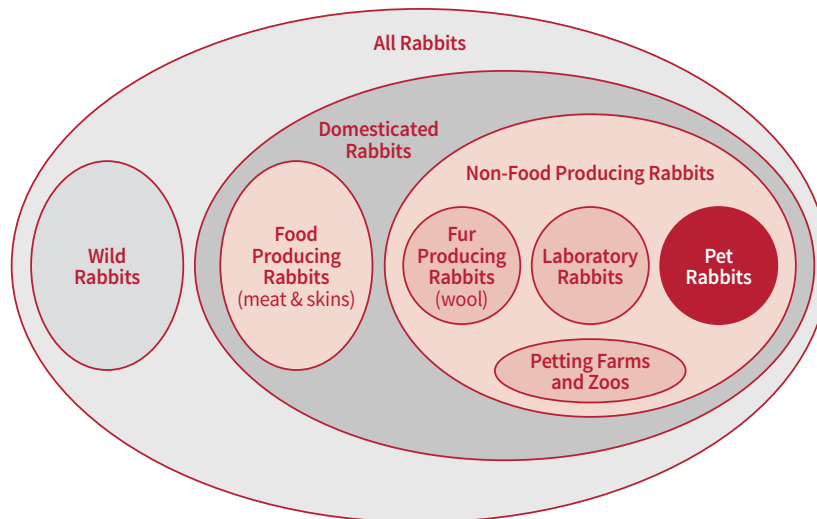 All Rabbits
Domesticated
Rabbits
Non-Food Producing Rabbits
Wild
Rabbits
Food
Producing
Rabbits
(meat & skins)
Fur
Producing
Rabbits
(wool)
Laboratory
Rabbits
Pet
Rabbits
Petting Farms
and Zoos